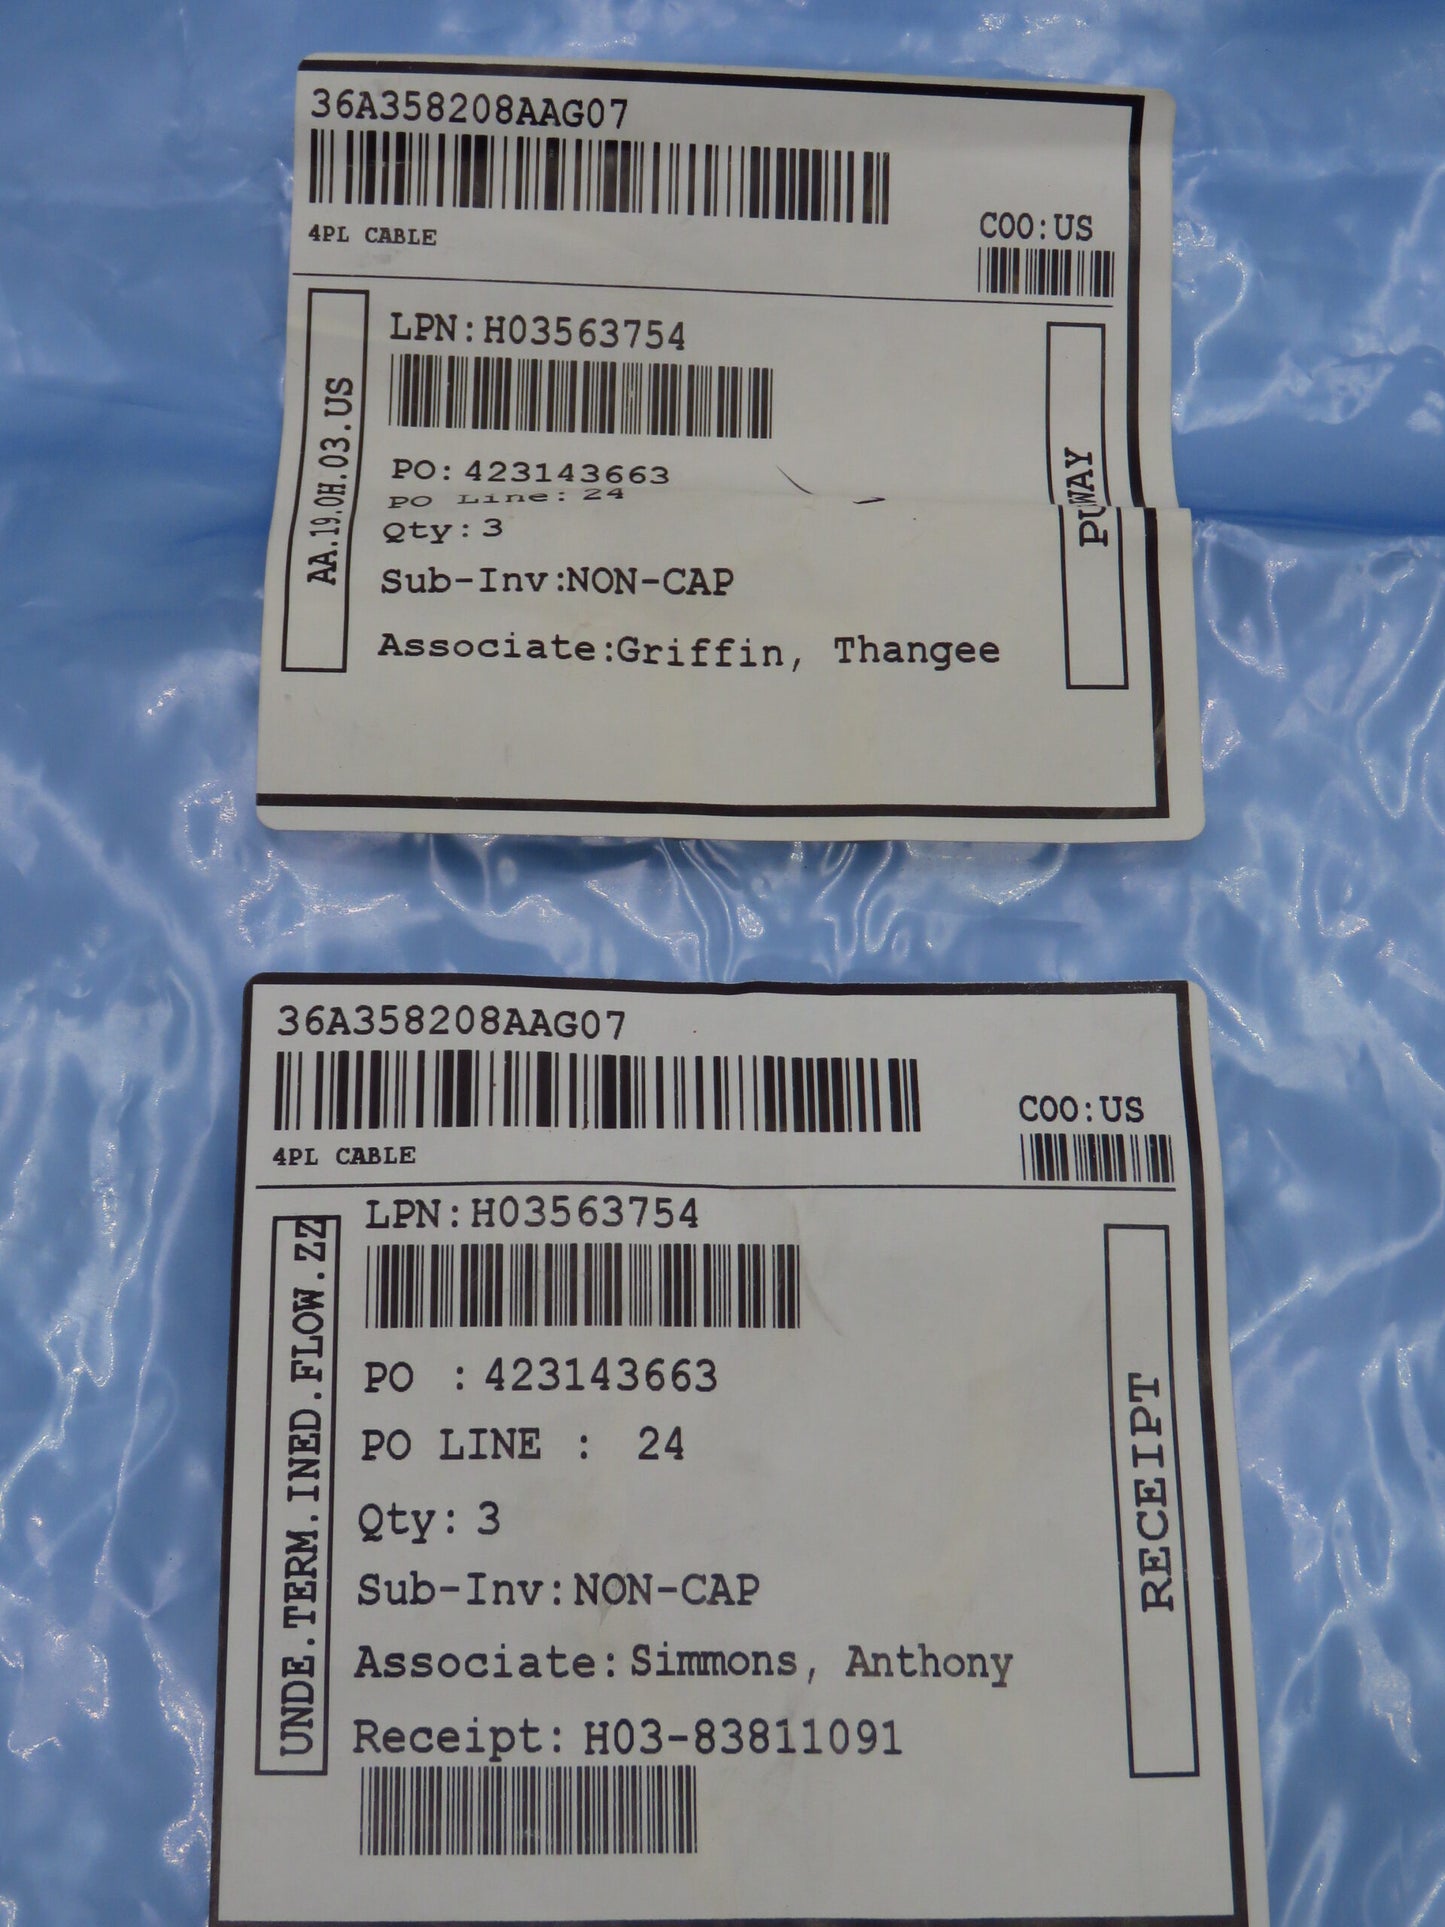 36A358208AAG07
4PL CABLE
COO:US
AA.19.0H.03.US
LPN:H03563754
PO:423143663
PO Line: 24
Qty:3
Sub-Inv:NON-CAP
Associate:Griffin, Thangee
36A358208AAG07
4PL CABLE
COO:US
UNDE.TERM.INED.FLOW.ZZ
LPN:H03563754
PO :423143663
PO LINE : 24
Qty:3
Sub-Inv:NON-CAP
Associate:Simmons, Anthony
Receipt: H03-83811091
RECEIPT